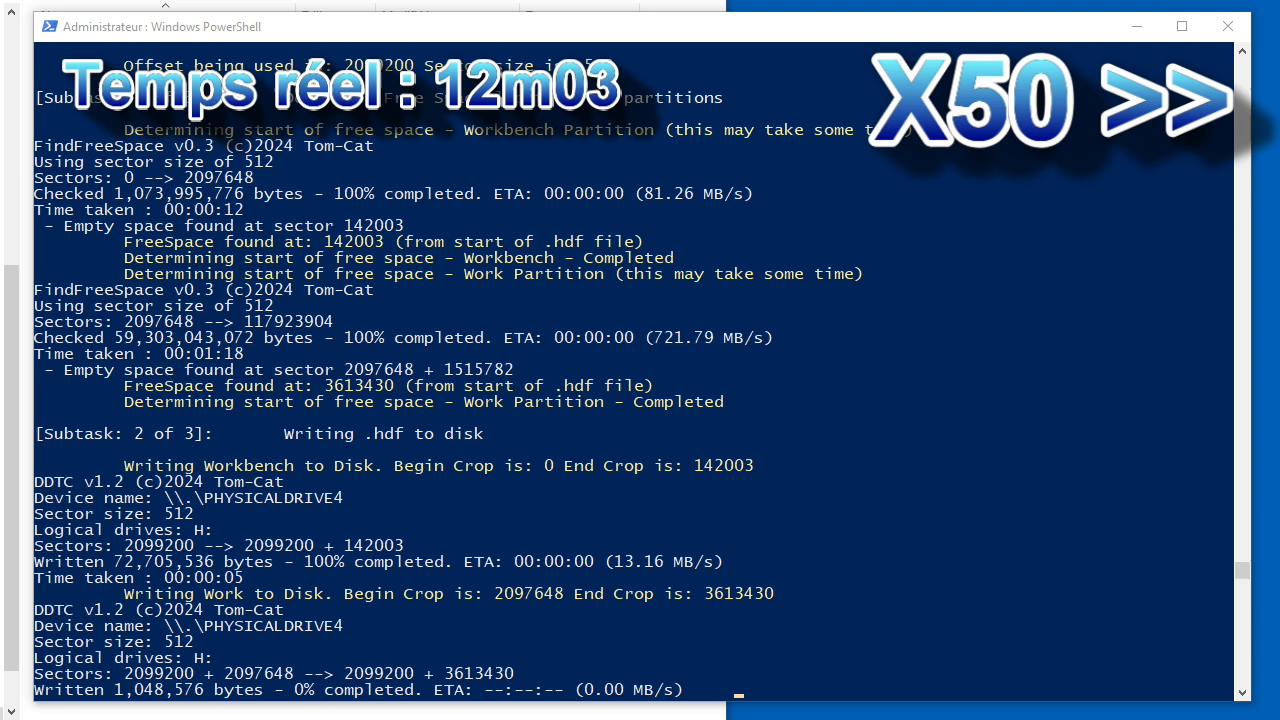 Administrateur : Windows PowerShell
Temps réel : 12m03
X50 >>
Offset being used 2099200 Sector size
[Subtask: partitions
Determining start of free space - Workbench Partition (this may take some
FindFreeSpace v0.3 (c)2024 Tom-Cat
Using sector size of 512
Sectors: 0 --> 2097648
Checked 1,073,995,776 bytes - 100% completed. ETA: 00:00:00 (81.26 MB/s)
Time taken : 00:00:12
- Empty space found at sector 142003
FreeSpace found at: 142003 (from start of .hdf file)
Determining start of free space - Workbench - Completed
Determining start of free space - Work Partition (this may take some time)
FindFreeSpace v0.3 (c)2024 Tom-Cat
Using sector size of 512
Sectors: 2097648 --> 117923904
Checked 59,303,043,072 bytes - 100% completed. ETA: 00:00:00 (721.79 MB/s)
Time taken : 00:01:18
- Empty space found at sector 2097648 + 1515782
FreeSpace found at: 3613430 (from start of .hdf file)
Determining start of free space - Work Partition - Completed
[Subtask: 2 of 3]: Writing .hdf to disk
Writing Workbench to Disk. Begin Crop is: 0 End Crop is: 142003
DDTC v1.2 (c)2024 Tom-Cat
Device name: \\.\PHYSICALDRIVE4
Sector size: 512
Logical drives: H:
Sectors: 2099200 --> 2099200 + 142003
Written 72,705,536 bytes - 100% completed. ETA: 00:00:00 (13.16 MB/s)
Time taken : 00:00:05
Writing Work to Disk. Begin Crop is: 2097648 End Crop is: 3613430
DDTC v1.2 (c)2024 Tom-Cat
Device name: \\.\PHYSICALDRIVE4
Sector size: 512
Logical drives: H:
Sectors: 2099200 + 2097648 --> 2099200 + 3613430
Written 1,048,576 bytes - 0% completed. ETA: --:--:-- (0.00 MB/s)